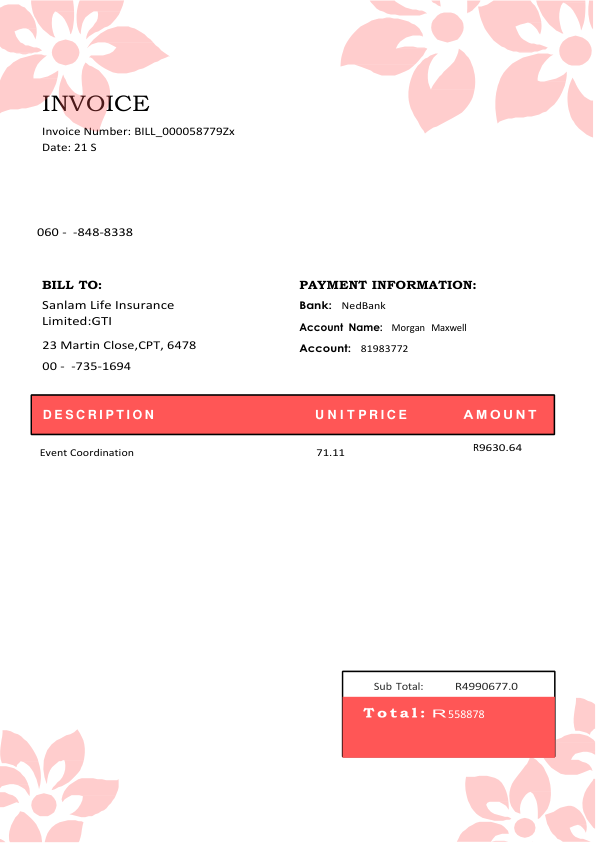 INVOICE
Invoice Number: BILL_000058779Zx
Date: 21 S
060 - -848-8338
BILL TO:
Sanlam Life Insurance
Limited:GTI
23 Martin Close,CPT, 6478
00 - -735-1694
PAYMENT INFORMATION:
Bank: NedBank
Account Name: Morgan Maxwell
Account: 81983772
DESCRIPTION UNITPRICE AMOUNT
Event Coordination 71.11 R9630.64
Sub Total: R4990677.0
Total: R558878